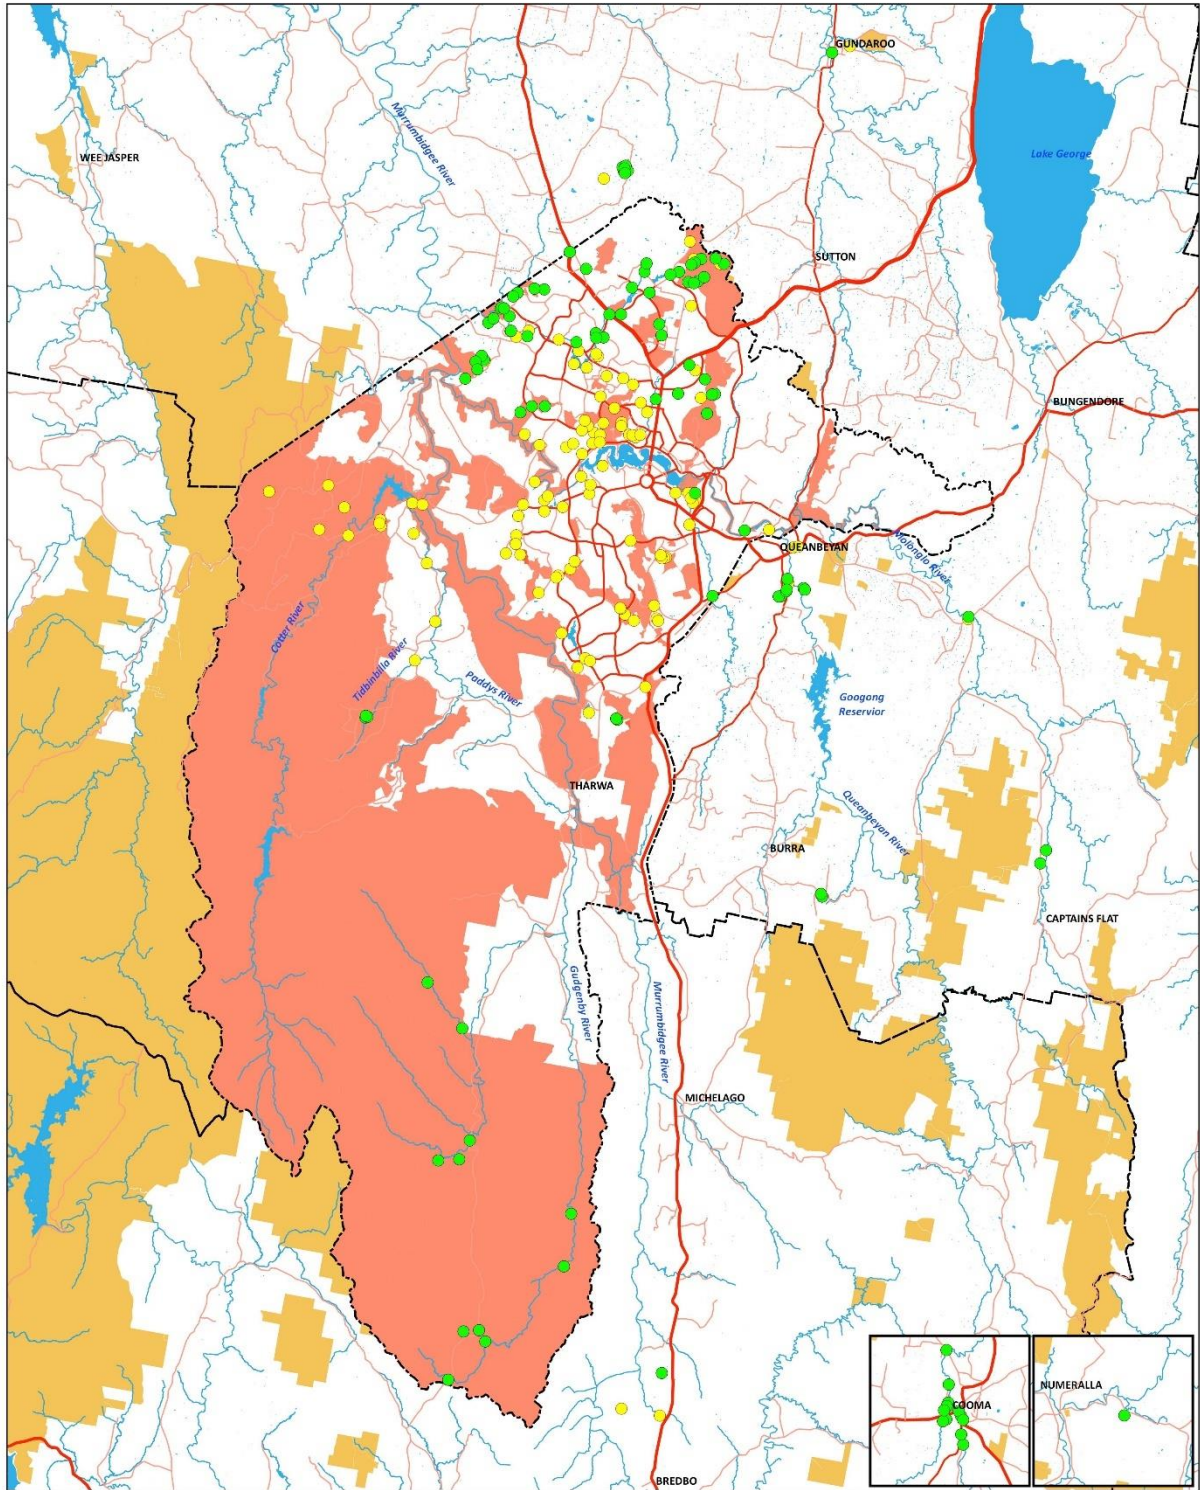 GUNDAROO
Murrumbidgee River
WEE JASPER
Lake George
SUTTON
BUNGENDORE
QUEANBEYAN
Molonglo River
Cotter River
Tidbinbilla River
Paddys River
Googong
Reservior
THARWA
Queanbeyan River
BURRA
CAPTAINS FLAT
Gudgenby River
Murrumbidgee River
MICHELAGO
NUMERALLA
COOMA
BREDBO